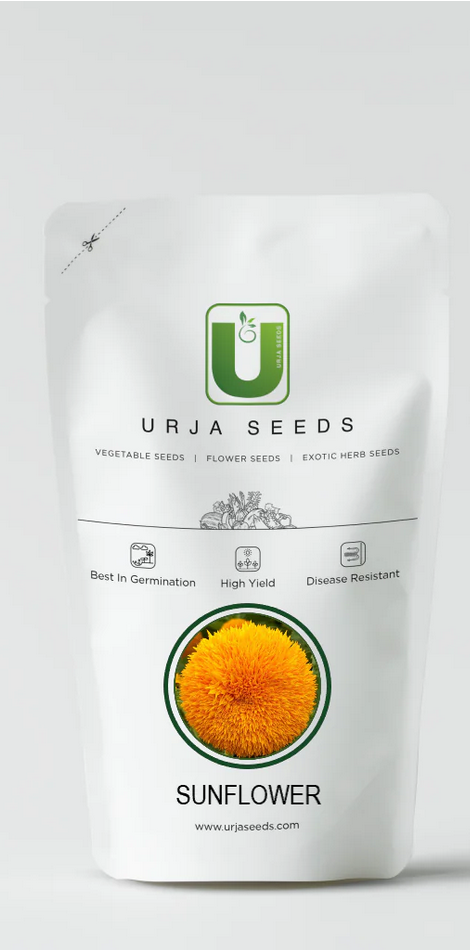 U
URJA SEEDS
URJA SEEDS
VEGETABLE SEEDS | FLOWER SEEDS | EXOTIC HERB SEEDS
Best In Germination
High Yield
Disease Resistant
SUNFLOWER
www.urjaseeds.com